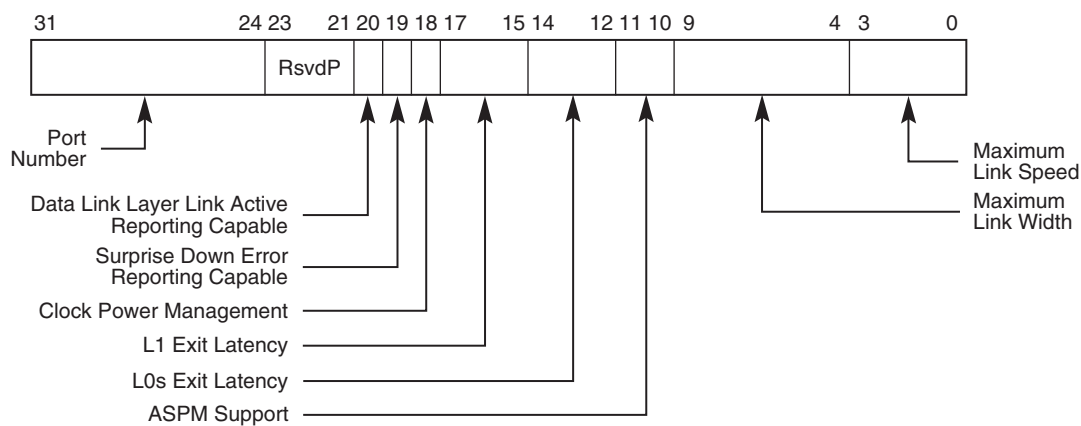 31 24 23 21 20 19 18 17 15 14 12 11 10 9 4 3 0
RsvdP
Port
Number
Maximum
Link Speed
Data Link Layer Link Active
Reporting Capable
Maximum
Link Width
Surprise Down Error
Reporting Capable
Clock Power Management
L1 Exit Latency
L0s Exit Latency
ASPM Support